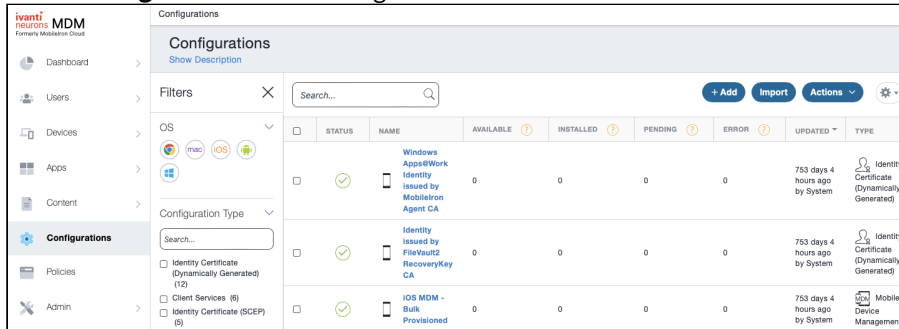 ivanti
neurons MDM
Formerly MobileIron Cloud
Configurations
Configurations
Show Description
Dashboard
Users
Devices
Apps
Content
Configurations
Policies
Admin
Filters
OS
mac
iOS
Configuration Type
Search...
Identity Certificate
(Dynamically Generated)
(12)
Client Services (6)
Identity Certificate (SCEP)
(5)
Search...
+ Add Import Actions
STATUS NAME AVAILABLE ? INSTALLED ? PENDING ? ERROR ? UPDATED TYPE
Windows
Apps@Work
Identity
issued by
MobileIron
Agent CA
0 0 0 0
753 days 4
hours ago
by System
Identity
Certificate
(Dynamically
Generated)
Identity
issued by
FileVault2
RecoveryKey
CA
0 0 0 0
753 days 4
hours ago
by System
Identity
Certificate
(Dynamically
Generated)
iOS MDM -
Bulk
Provisioned
0 0 0 0
753 days 4
hours ago
by System
MDM Mobile
Device
Management